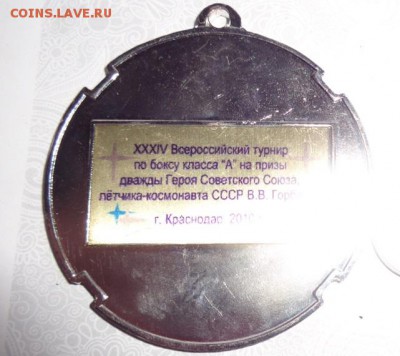 COINS.LAVE.RU
XXXIV Всероссийский турнир
по боксу класса "А" на призы
дважды Героя Советского Союза,
лётчика-космонавта СССР В.В.
г. Краснодар,